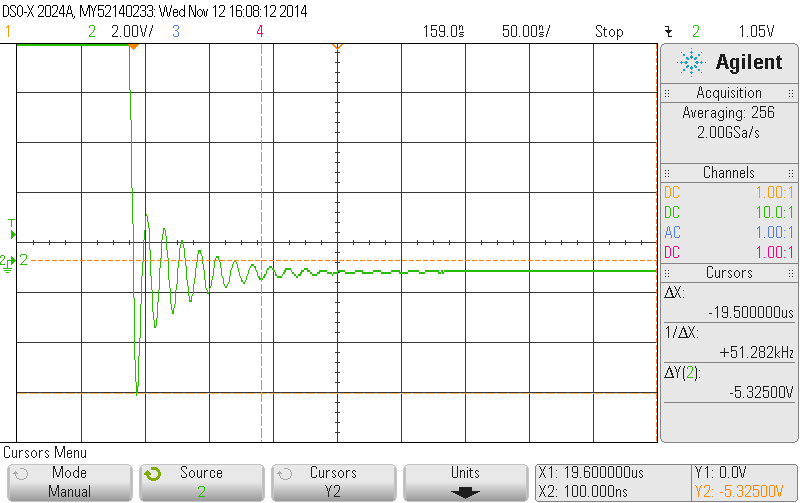 DSO-X 2024A, MY52140233: Wed Nov 12 16:08:12 2014
1 2 2.00V/ 3 4 159.0s 50.00s/ Stop 2 1.05V
Agilent
Acquisition
Averaging: 256
2.00GSa/s
Channels
DC 1.00:1
DC 10.0:1
AC 1.00:1
DC 1.00:1
Cursors
ΔX:
-19.500000us
1/ΔX:
+51.282kHz
ΔY(2):
-5.32500V
T
2 2
Cursors Menu
Mode
Manual
Source
2
Cursors
Y2
Units
X1: 19.600000us
X2: 100.000ns
Y1: 0.0V
Y2: -5.32500V